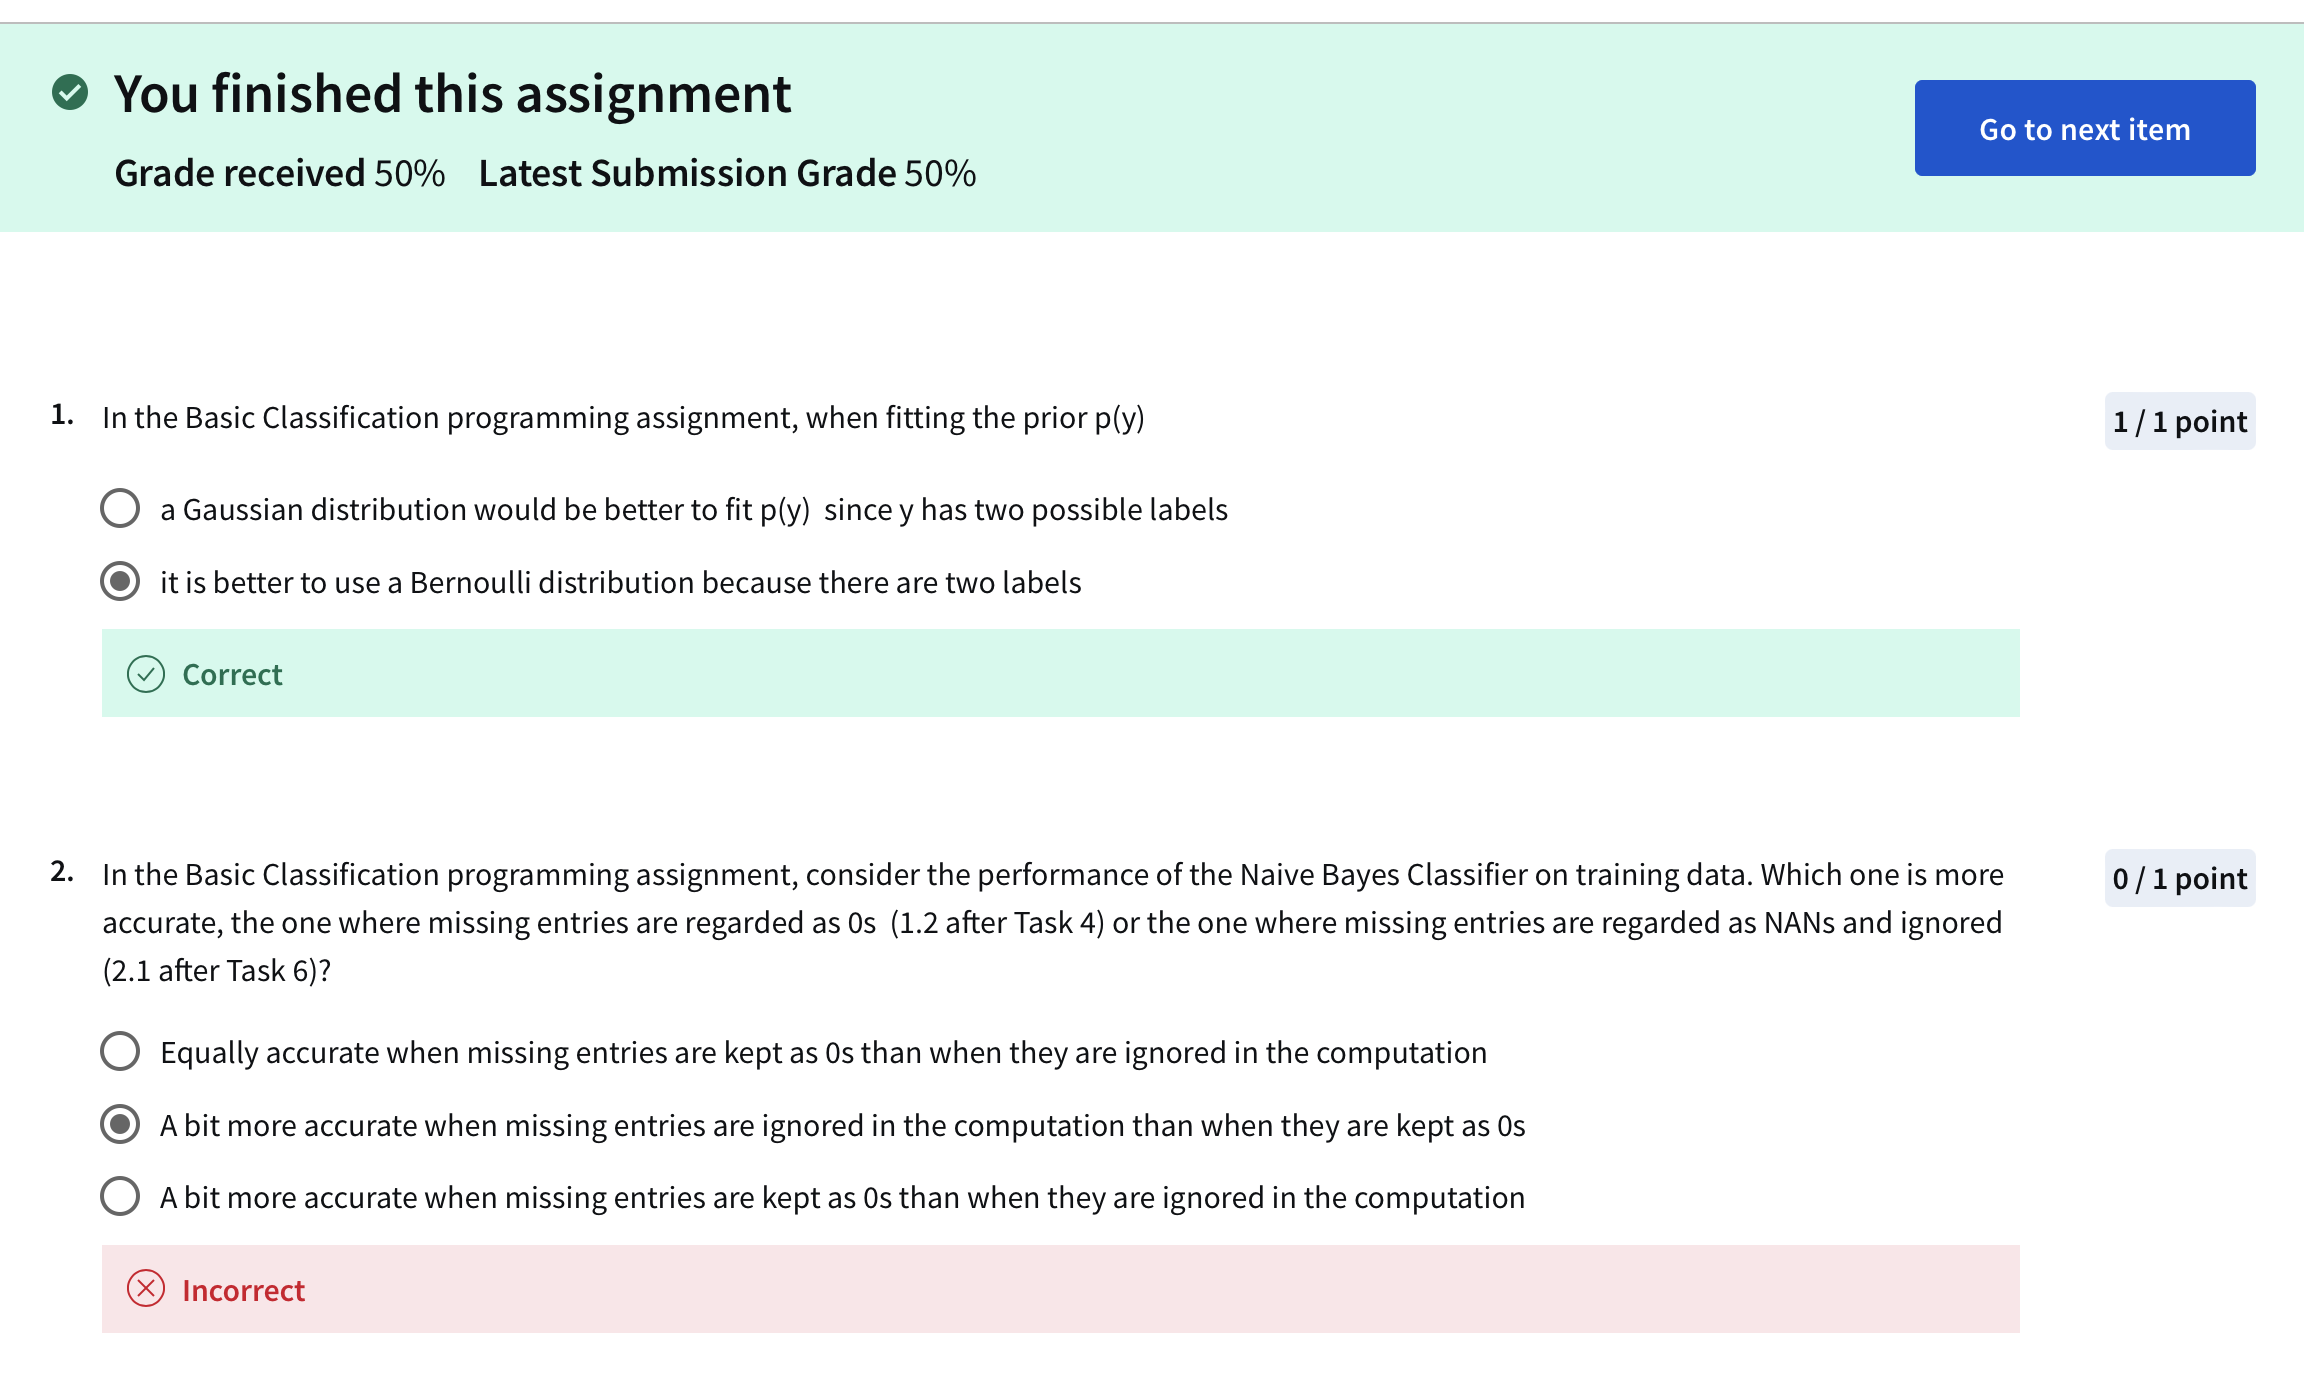 You finished this assignment
Grade received 50% Latest Submission Grade 50%
Go to next item
1. In the Basic Classification programming assignment, when fitting the prior p(y)
1 / 1 point
a Gaussian distribution would be better to fit p(y) since y has two possible labels
it is better to use a Bernoulli distribution because there are two labels
Correct
2. In the Basic Classification programming assignment, consider the performance of the Naive Bayes Classifier on training data. Which one is more
accurate, the one where missing entries are regarded as 0s (1.2 after Task 4) or the one where missing entries are regarded as NANs and ignored
(2.1 after Task 6)?
0 / 1 point
Equally accurate when missing entries are kept as 0s than when they are ignored in the computation
A bit more accurate when missing entries are ignored in the computation than when they are kept as 0s
A bit more accurate when missing entries are kept as 0s than when they are ignored in the computation
Incorrect